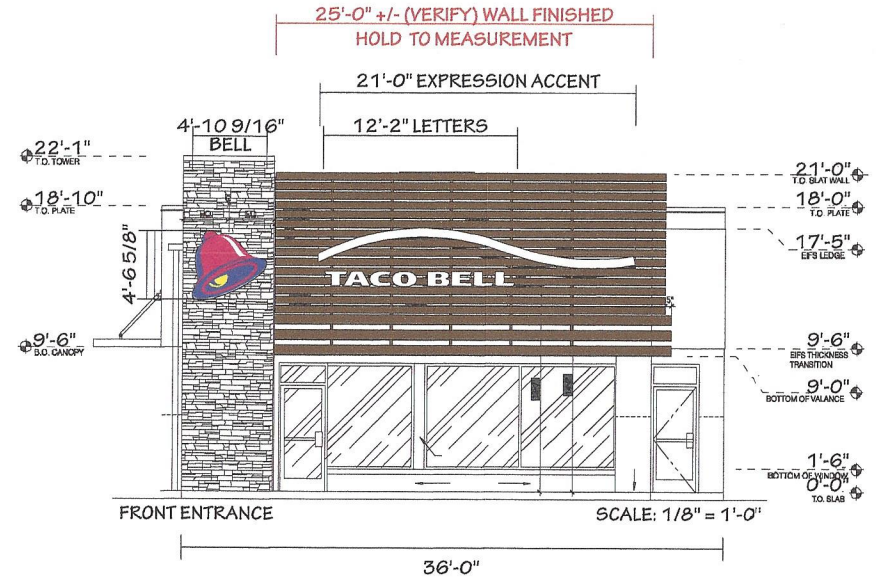 25'-0" +/- (VERIFY) WALL FINISHED
HOLD TO MEASUREMENT
21'-0" EXPRESSION ACCENT
4'-10 9/16"
BELL
12'-2" LETTERS
22'-1"
T.O. TOWER
18'-10"
T.O. PLATE
4'-6 5/8"
9'-6"
B.O. CANOPY
TACO BELL
5"
21'-0"
T.O. SLAT WALL
18'-0"
T.O. PLATE
17'-5"
EIFS LEDGE
9'-6"
EIFS THICKNESS
TRANSITION
9'-0"
BOTTOM OF VALANCE
1'-6"
BOTTOM OF WINDOW
0'-0"
T.O. SLAB
FRONT ENTRANCE
SCALE: 1/8" = 1'-0"
36'-0"